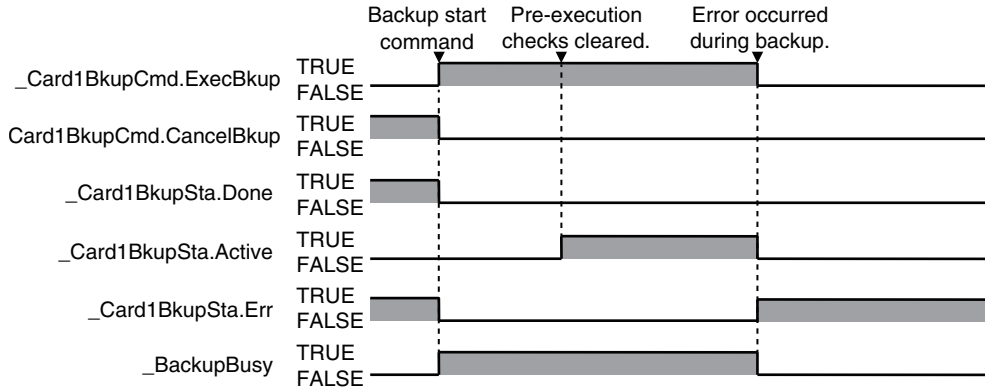 Backup start
command
Pre-execution
checks cleared.
Error occurred
during backup.
_Card1BkupCmd.ExecBkup
TRUE
FALSE
Card1BkupCmd.CancelBkup
TRUE
FALSE
_Card1BkupSta.Done
TRUE
FALSE
_Card1BkupSta.Active
TRUE
FALSE
_Card1BkupSta.Err
TRUE
FALSE
_BackupBusy
TRUE
FALSE